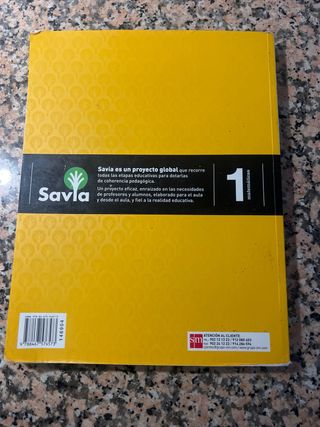 Savia
Savia es un proyecto global que recorre
todas las etapas educativas para dotarlas
de coherencia pedagógica.
Un proyecto eficaz, enraizado en las necesidades
de profesores y alumnos, elaborado para el aula
y desde el aula, y fiel a la realidad educativa.
1
matemáticas
146904
sm
ATENCIÓN AL CLIENTE